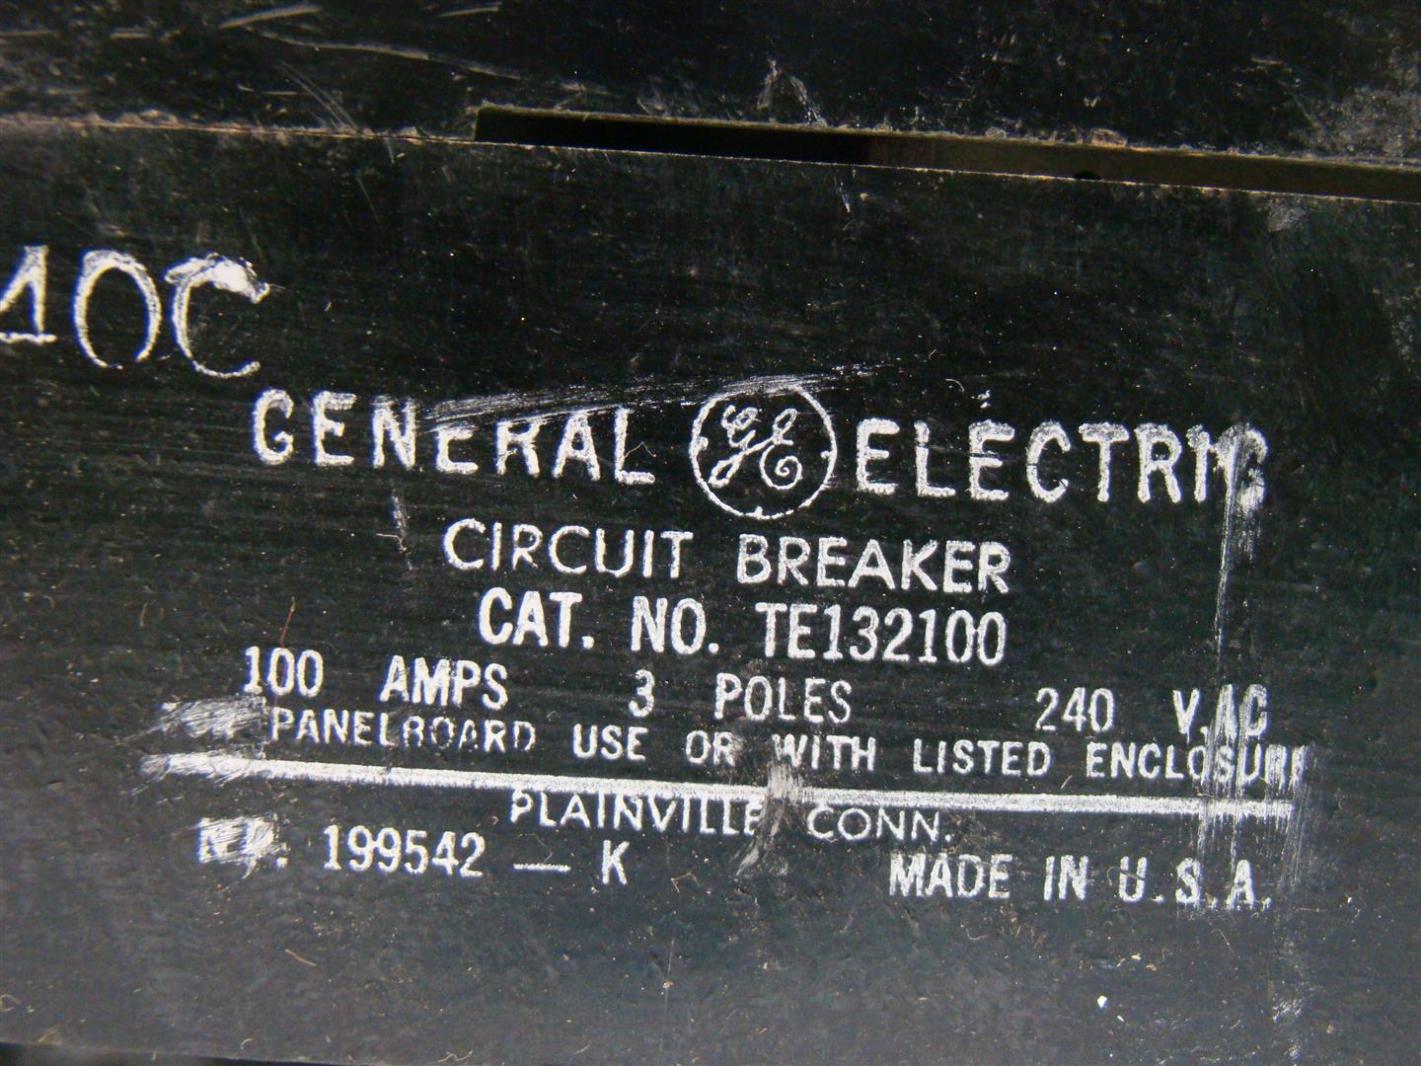 40C
GENERAL GE ELECTRIC
CIRCUIT BREAKER
CAT. NO. TE132100
100 AMPS 3 POLES 240 V.AC
PANELBOARD USE OR WITH LISTED ENCLOSURE
PLAINVILLE CONN.
199542 — K MADE IN U.S.A.